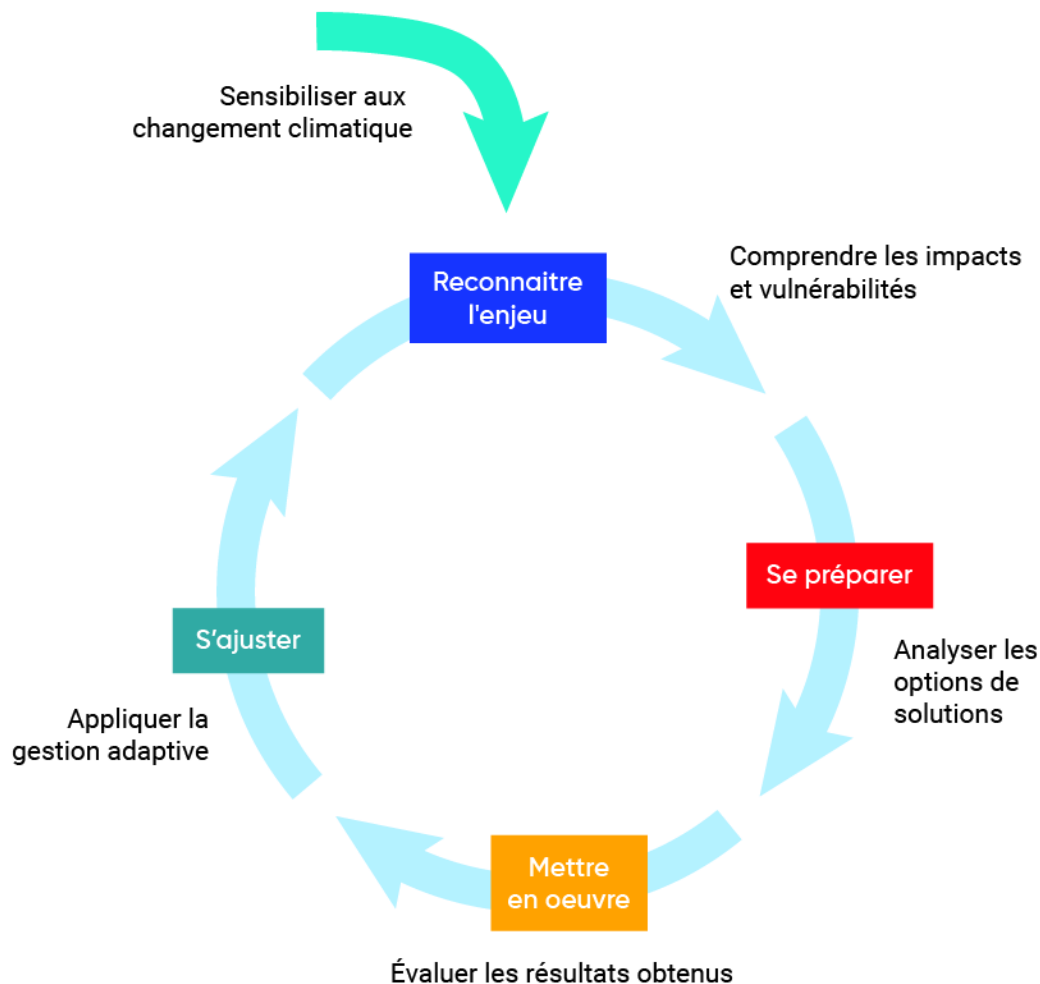 Sensibiliser aux
changement climatique
Reconnaitre
l'enjeu
Comprendre les impacts
et vulnérabilités
Se préparer
Analyser les
options de
solutions
Mettre
en oeuvre
Évaluer les résultats obtenus
S'ajuster
Appliquer la
gestion adaptive